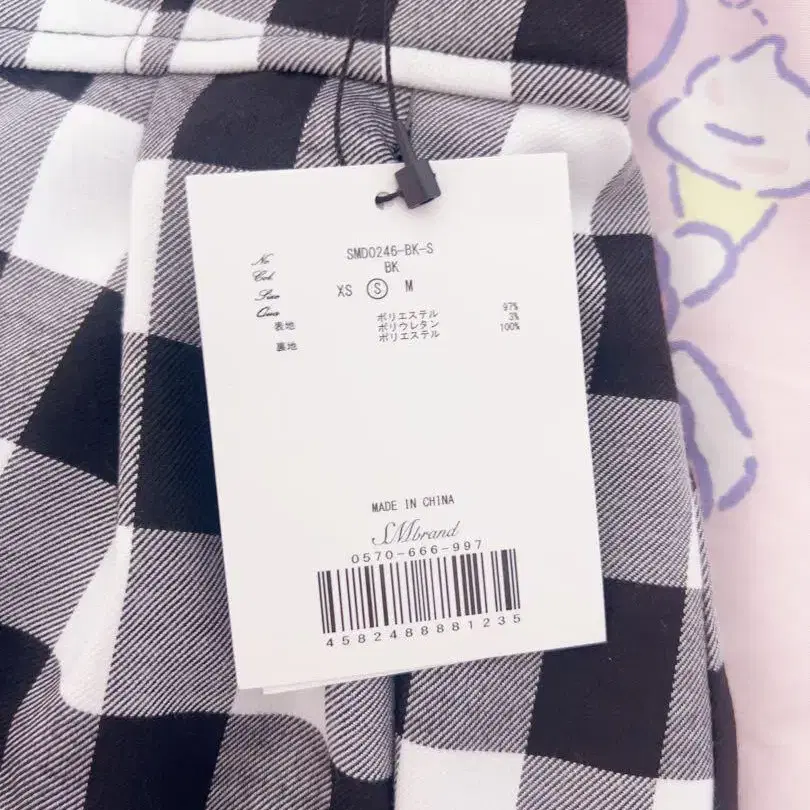 No SMD0246-BK-S
Col BK
Size XS S M
Qua
表地 ポリエステル 97%
ポリウレタン 3%
裏地 ポリエステル 100%
MADE IN CHINA
SMbrand
0570-666-997
4582488881235